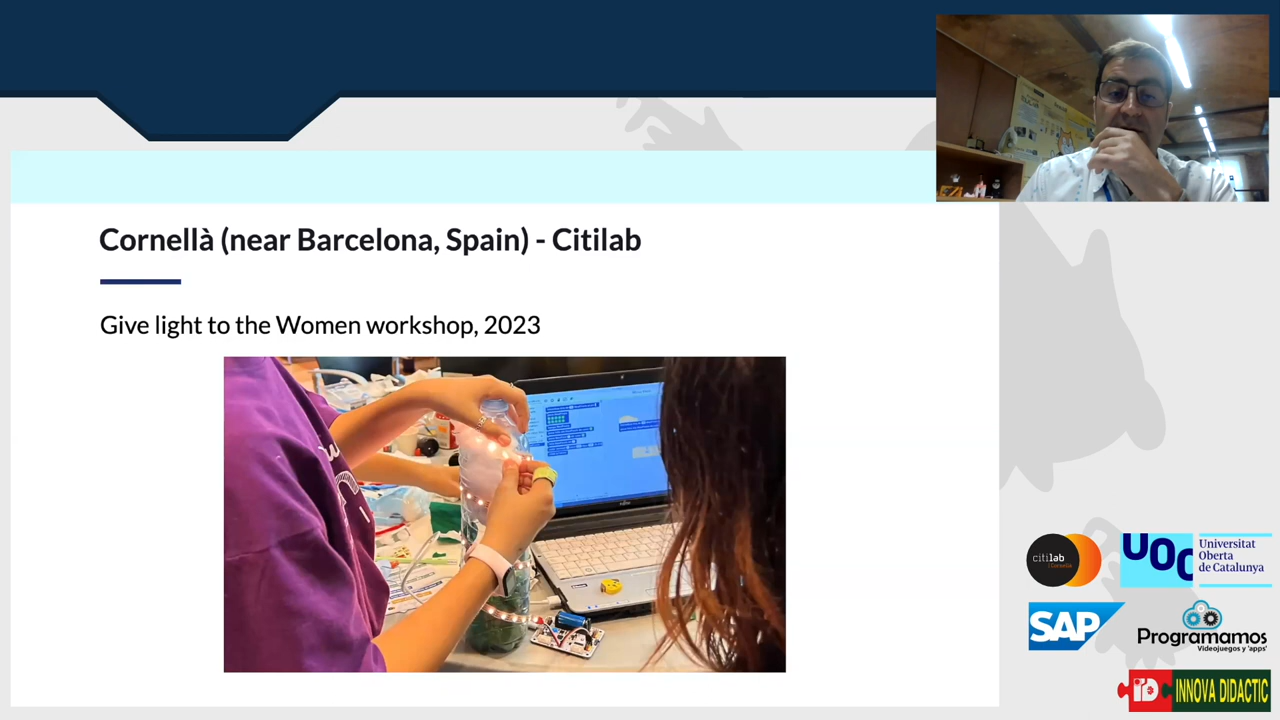 Cornellà (near Barcelona, Spain) - Citilab
Give light to the Women workshop, 2023
citilab
Cornellà
UOC
Universitat
Oberta
de Catalunya
SAP
Programamos
Videojuegos y 'apps'
iD
INNOVA DIDACTIC